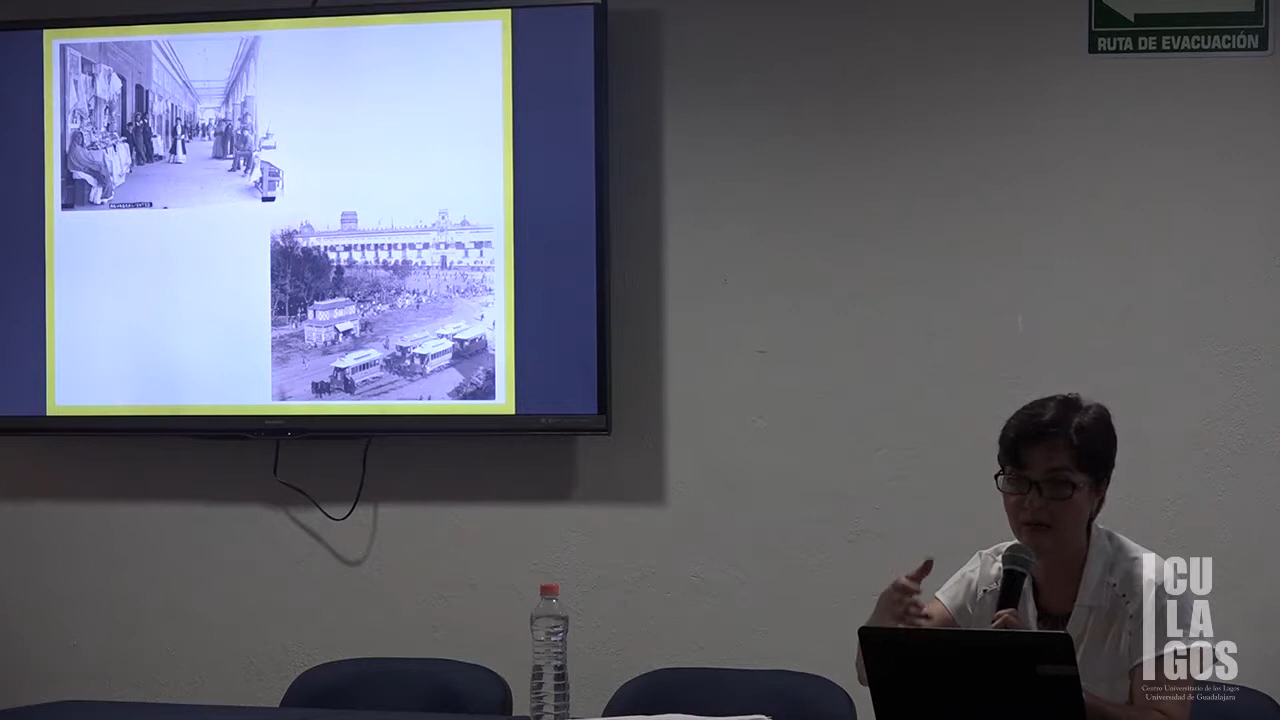 RUTA DE EVACUACIÓN
CU
LA
GOS
Centro Universitario de los Lagos
Universidad de Guadalajara